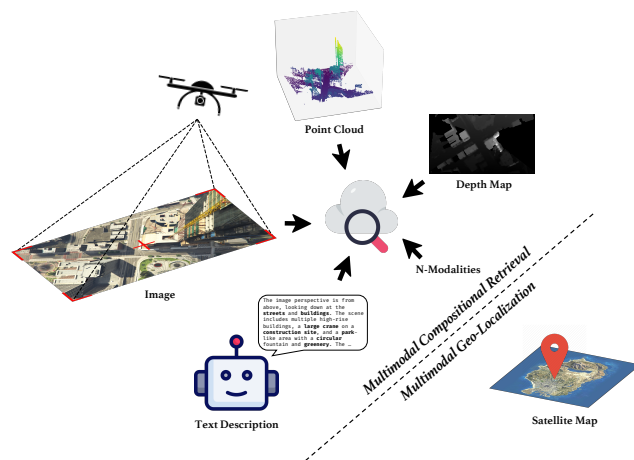 Point Cloud
Depth Map
N-Modalities
Image
The image perspective is from
above, looking down at the
streets and buildings. The scene
includes multiple high-rise
buildings, a large crane on a
construction site, and a park-
like area with a circular
fountain and greenery. The …
Text Description
Multimodal Compositional Retrieval
Multimodal Geo-Localization
Satellite Map